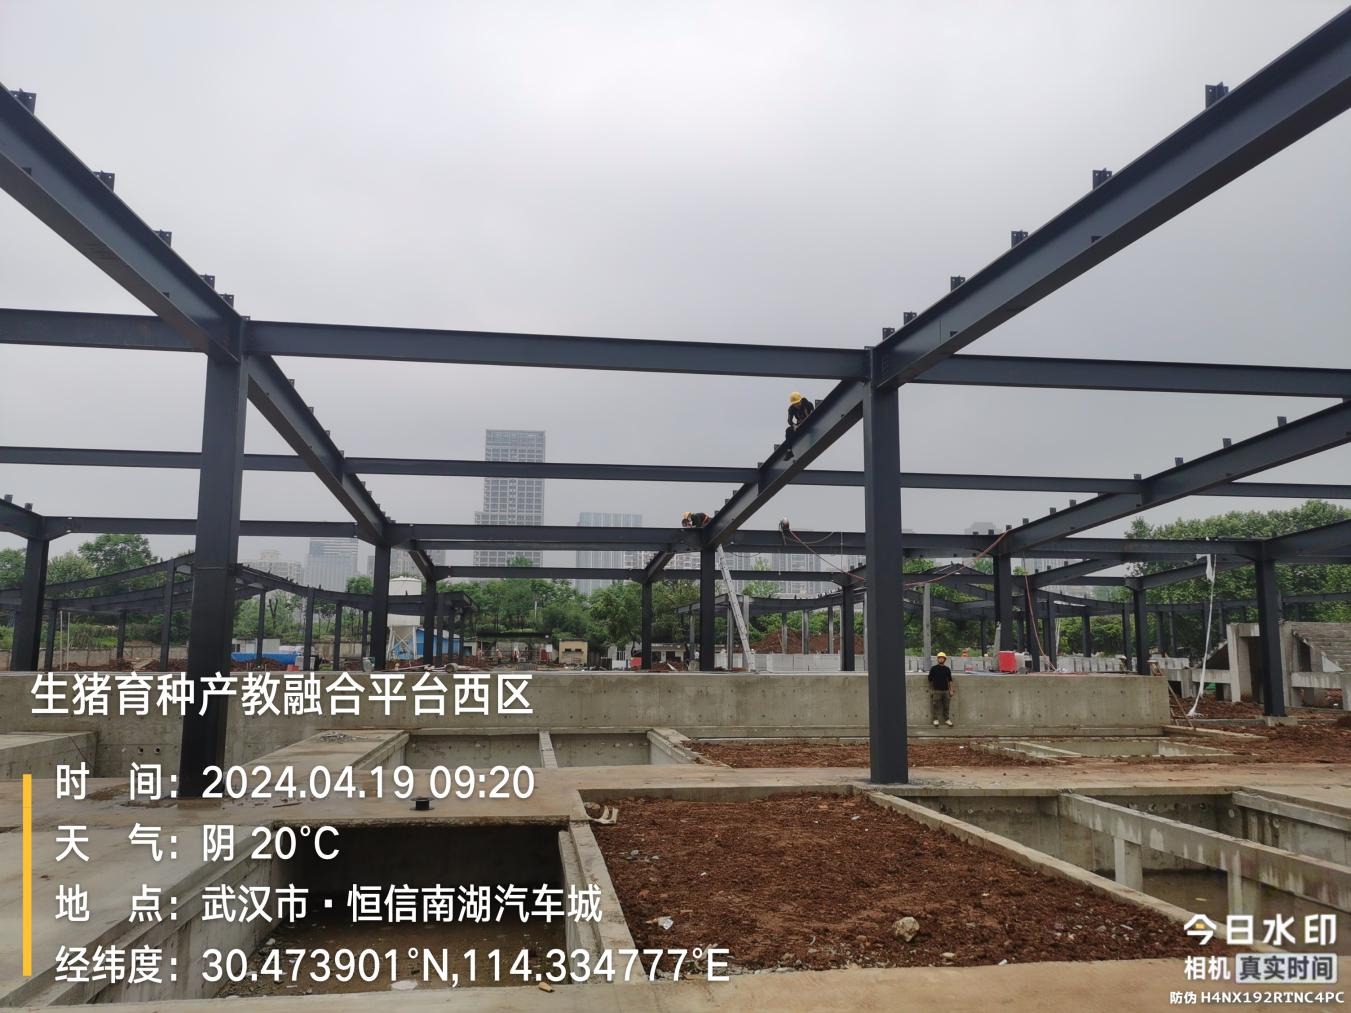 生猪育种产教融合平台西区
时 间：2024.04.19 09:20
天 气：阴 20℃
地 点：武汉市·恒信南湖汽车城
经纬度：30.473901°N,114.334777°E
今日水印
相机 真实时间
防伪 H4NX192RTNC4PC